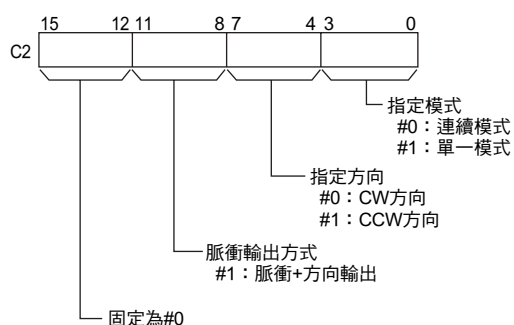 15 12 11 8 7 4 3 0
C2
指定模式
#0：連續模式
#1：單一模式
指定方向
#0：CW方向
#1：CCW方向
脈衝輸出方式
#1：脈衝+方向輸出
固定為#0